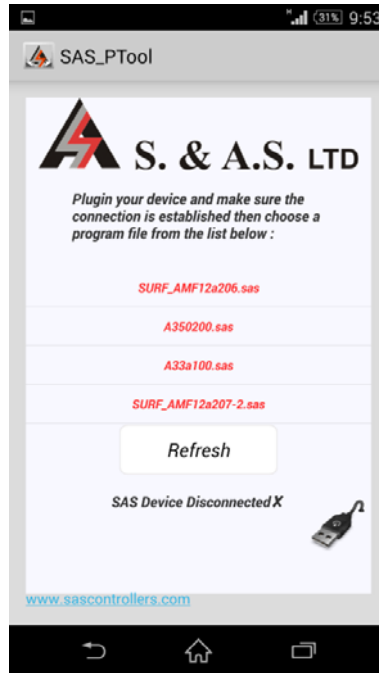 31% 9:53
SAS_PTool
S. & A.S. LTD
Plugin your device and make sure the
connection is established then choose a
program file from the list below :
SURF_AMF12a206.sas
A350200.sas
A33a100.sas
SURF_AMF12a207-2.sas
Refresh
SAS Device Disconnected X
www.sascontrollers.com